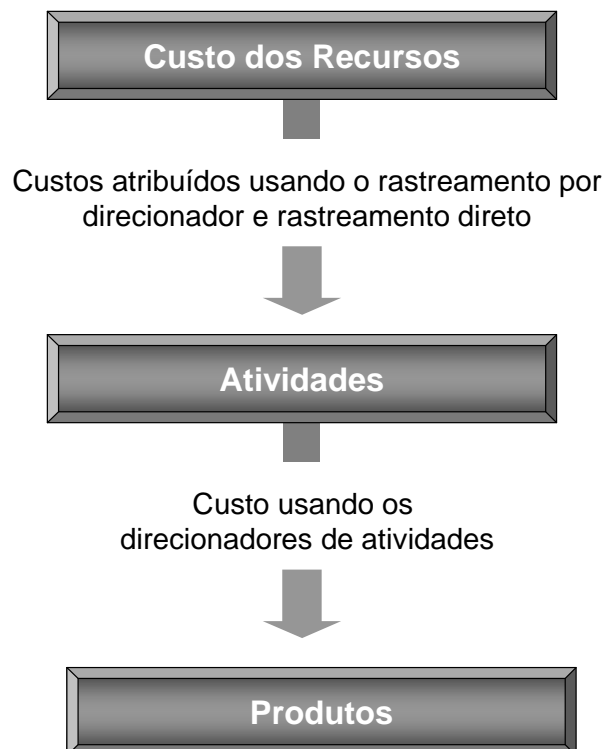 Custo dos Recursos
Custos atribuídos usando o rastreamento por
direcionador e rastreamento direto
Atividades
Custo usando os
direcionadores de atividades
Produtos